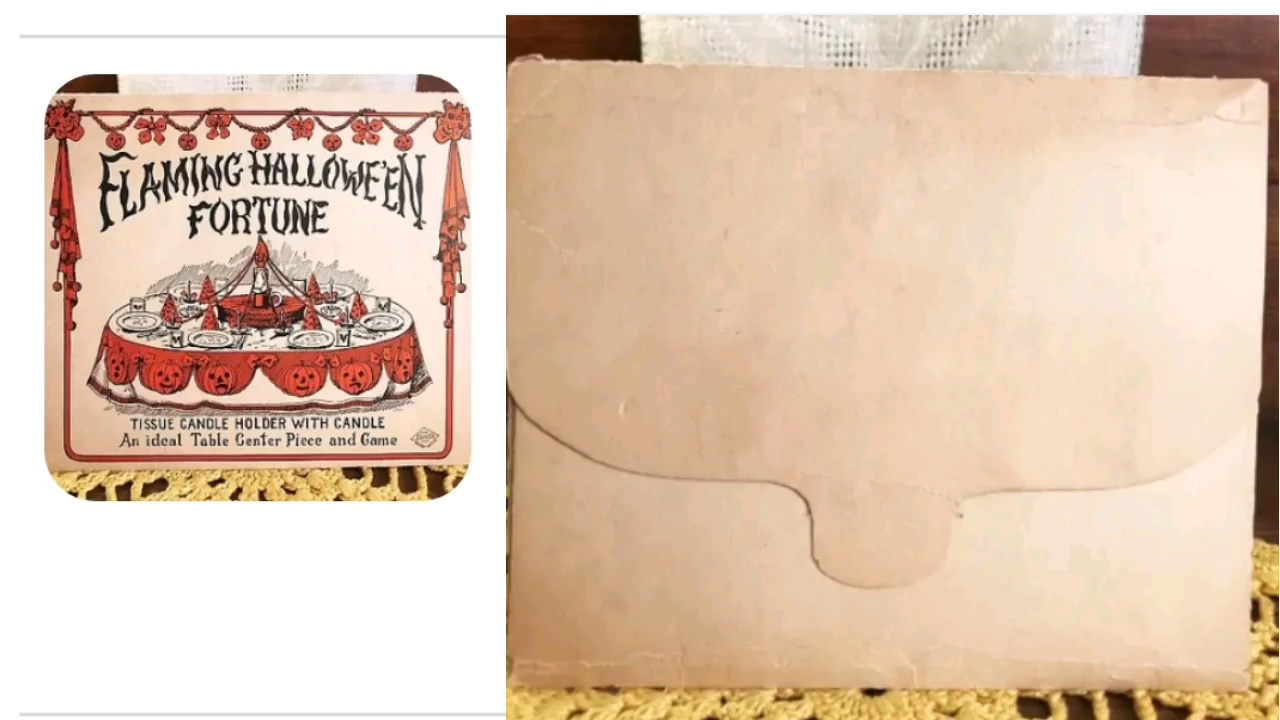 FLAMING HALLOWE'EN
FORTUNE
TISSUE CANDLE HOLDER WITH CANDLE
An ideal Table Center Piece and Game